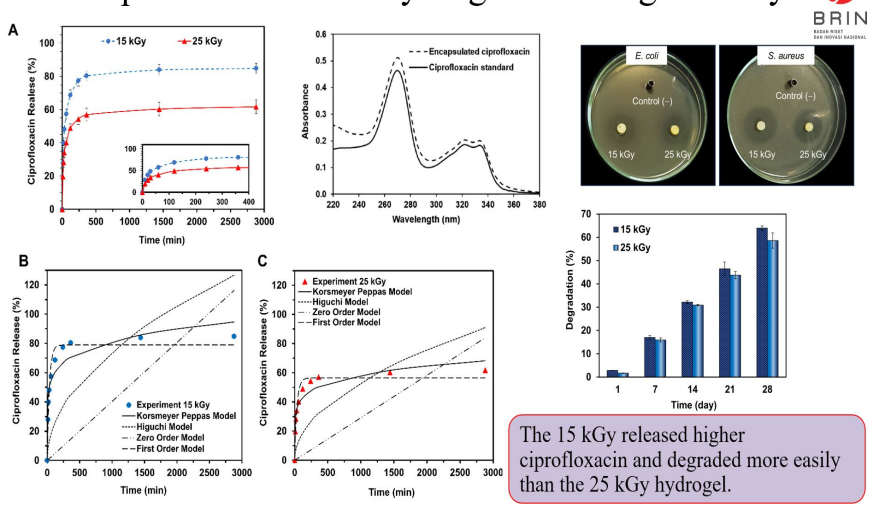 BRIN
BADAN RISET
DAN INOVASI NASIONAL
A
Ciprofloxacin Realese (%)
100
80
60
40
20
0
15 kGy
25 kGy
100
50
0
0 100 200 300 400
0 500 1000 1500 2000 2500 3000
Time (min)
Absorbance
0.6
0.5
0.4
0.3
0.2
0.1
0.0
Encapsulated ciprofloxacin
Ciprofloxacin standard
220 240 260 280 300 320 340 360 380
Wavelength (nm)
E. coli
Control (−)
15 kGy
25 kGy
S. aureus
Control (−)
15 kGy
25 kGy
B
Ciprofloxacin Release (%)
120
100
80
60
40
20
0
Experiment 15 kGy
Korsmeyer Peppas Model
Higuchi Model
Zero Order Model
First Order Model
0 500 1000 1500 2000 2500 3000
Time (min)
C
Ciprofloxacin Release (%)
120
100
80
60
40
20
0
Experiment 25 kGy
Korsmeyer Peppas Model
Higuchi Model
Zero Order Model
First Order Model
0 500 1000 1500 2000 2500 3000
Time (min)
Degradation (%)
70
60
50
40
30
20
10
0
15 kGy
25 kGy
1 7 14 21 28
Time (day)
The 15 kGy released higher
ciprofloxacin and degraded more easily
than the 25 kGy hydrogel.